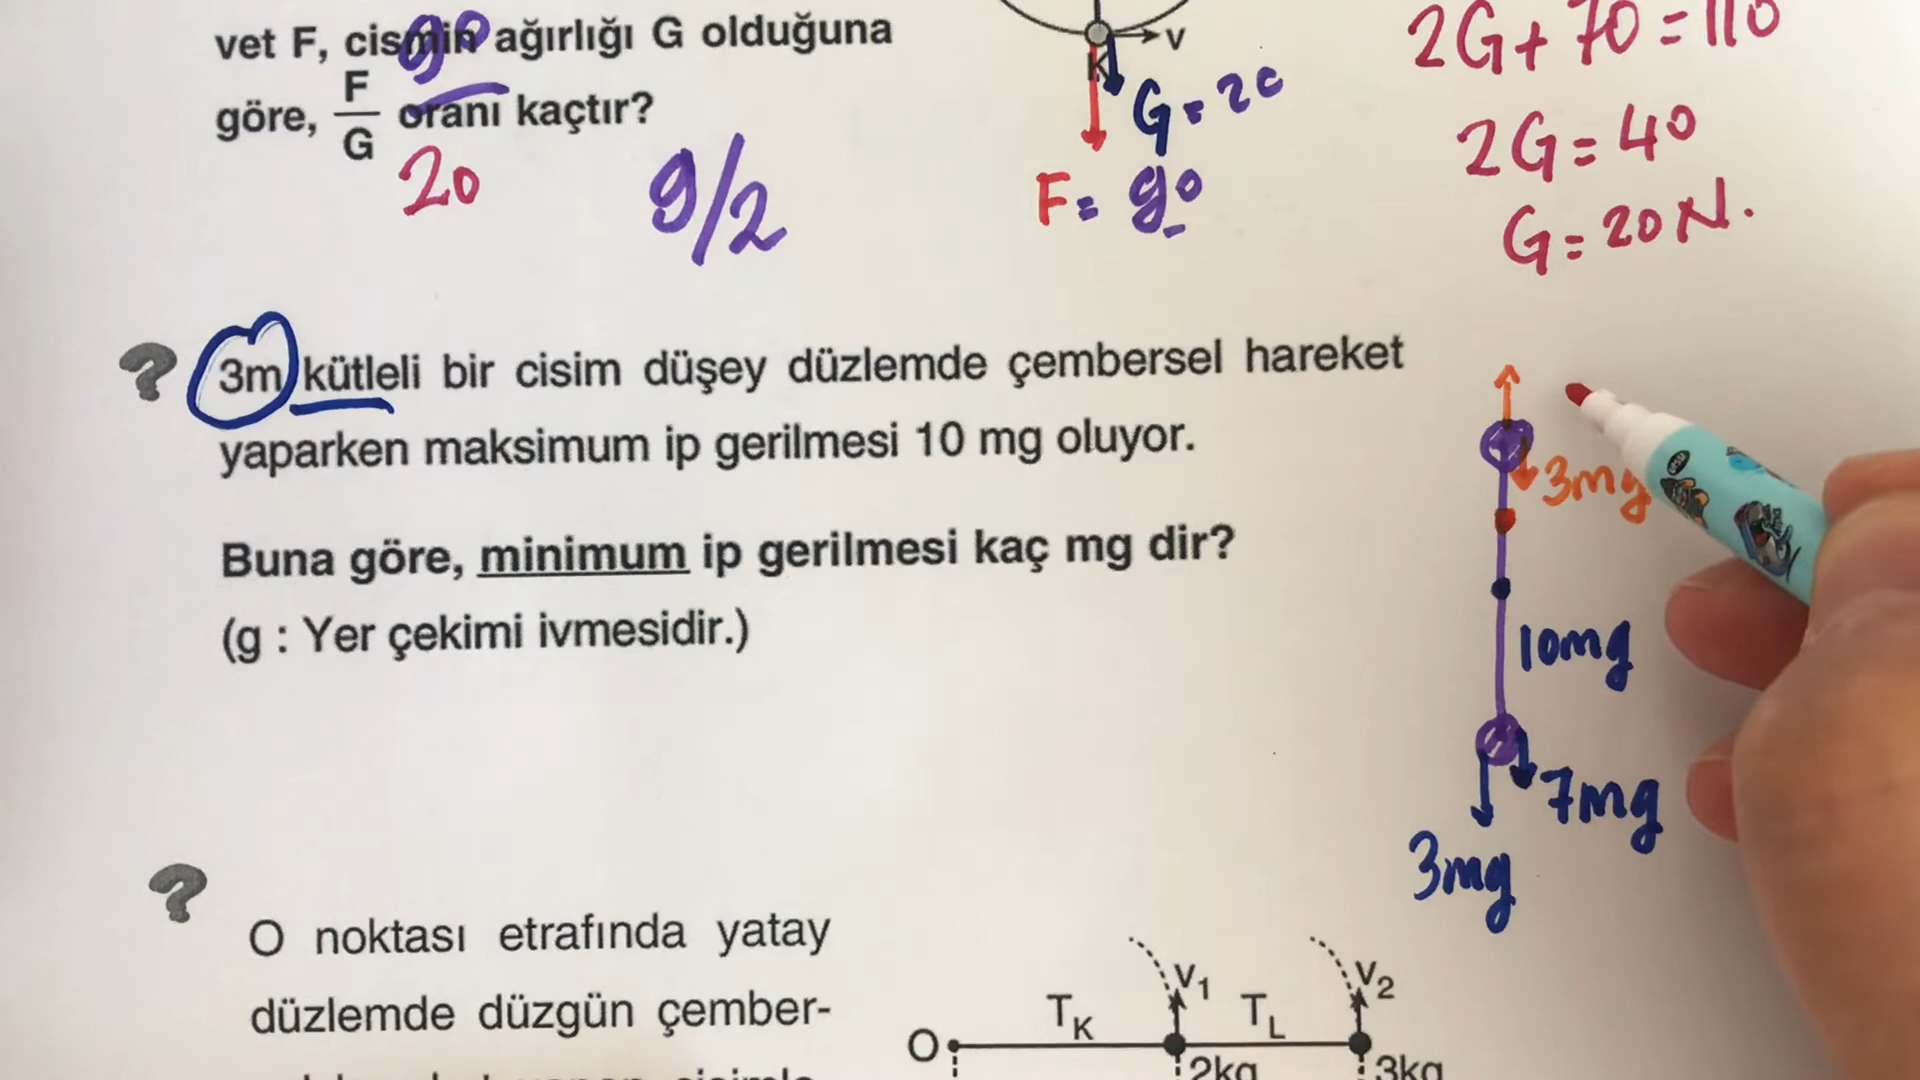 vet F, cismin ağırlığı G olduğuna
göre, F/G oranı kaçtır?
90
20
9/2
v
K
G = 20
F = 90
2G + 70 = 110
2G = 40
G = 20 N.
? 3m kütleli bir cisim düşey düzlemde çembersel hareket
yaparken maksimum ip gerilmesi 10 mg oluyor.
Buna göre, minimum ip gerilmesi kaç mg dir?
(g : Yer çekimi ivmesidir.)
3mg
10mg
7mg
3mg
?
O noktası etrafında yatay
düzlemde düzgün çember-
O
TK
V1
TL
V2
2kg
3kg